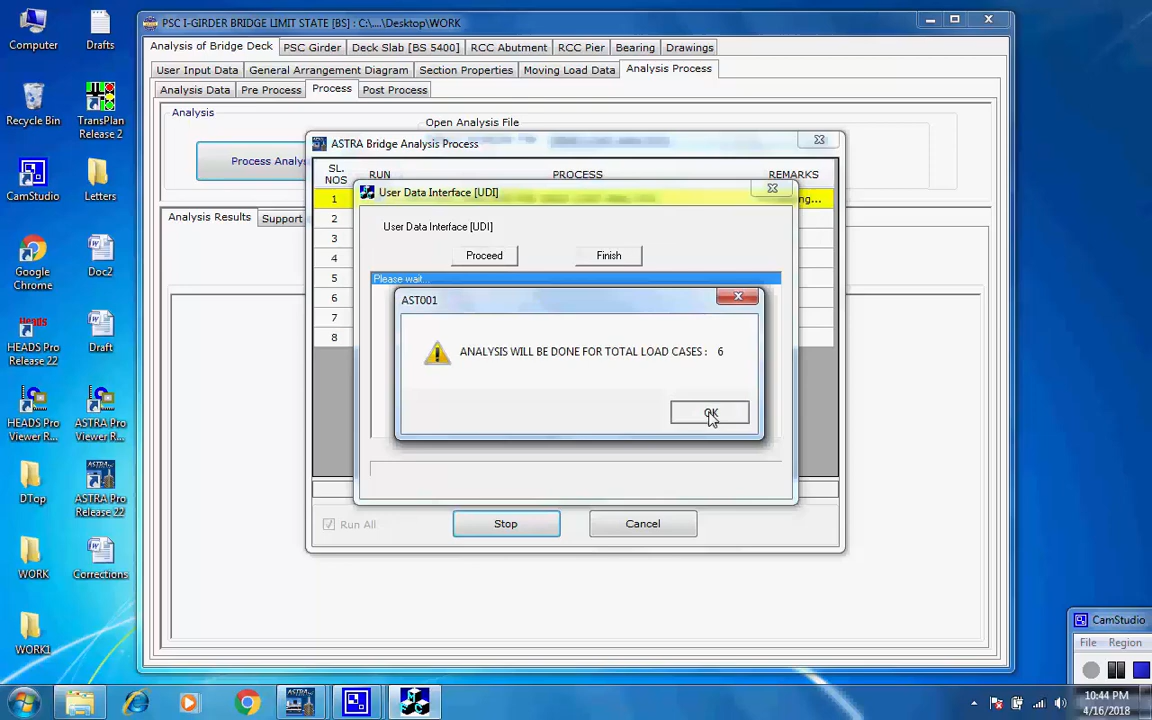 PSC I-GIRDER BRIDGE LIMIT STATE [BS] : C:\....\Desktop\WORK
Analysis of Bridge Deck PSC Girder Deck Slab [BS 5400] RCC Abutment RCC Pier Bearing Drawings
User Input Data General Arrangement Diagram Section Properties Moving Load Data Analysis Process
Analysis Data Pre Process Process Post Process
Analysis
Open Analysis File
Process Analys
Analysis Results Support
ASTRA Bridge Analysis Process
SL. NOS RUN PROCESS REMARKS
1
2
3
4
5
6
7
8
Run All Stop Cancel
User Data Interface [UDI]
User Data Interface [UDI]
Proceed Finish
Please wait...
AST001
ANALYSIS WILL BE DONE FOR TOTAL LOAD CASES : 6
OK
Computer
Drafts
Recycle Bin
TransPlan Release 2
CamStudio
Letters
Google Chrome
Doc2
Heads
HEADS Pro Release 22
Draft
HEADS Pro Viewer R...
ASTRA Pro Viewer R...
DTop
ASTRA Pro Release 22
WORK
Corrections
WORK1
CamStudio
File Region
10:44 PM
4/16/2018